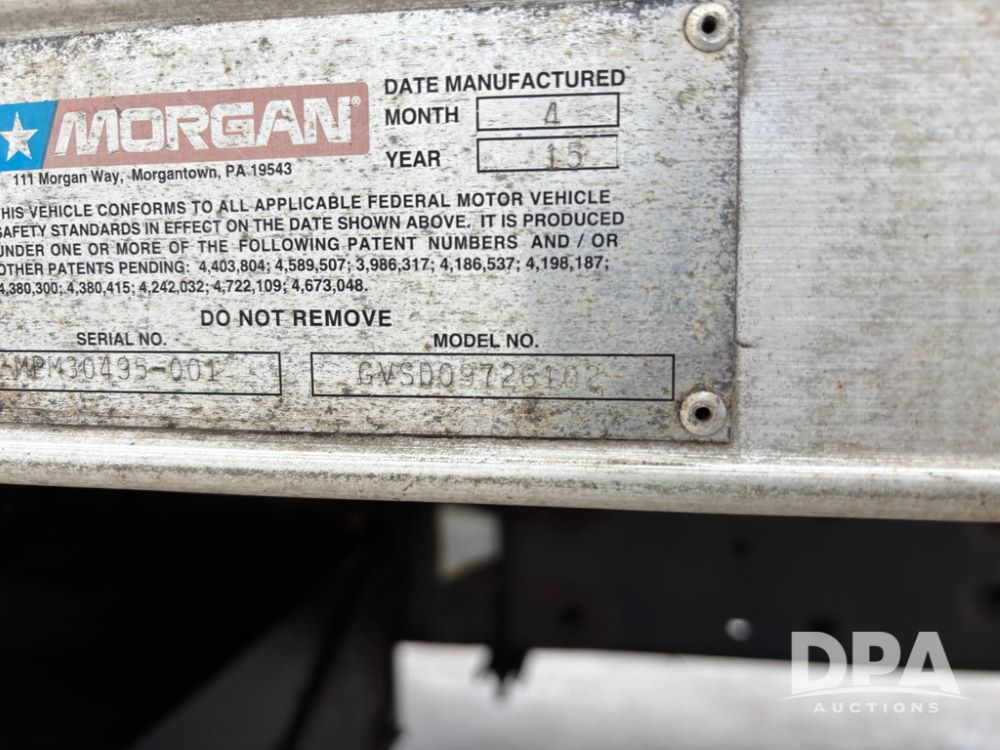 MORGAN®
111 Morgan Way, Morgantown, PA 19543
DATE MANUFACTURED
MONTH 4
YEAR 15
HIS VEHICLE CONFORMS TO ALL APPLICABLE FEDERAL MOTOR VEHICLE
SAFETY STANDARDS IN EFFECT ON THE DATE SHOWN ABOVE. IT IS PRODUCED
UNDER ONE OR MORE OF THE FOLLOWING PATENT NUMBERS AND / OR
OTHER PATENTS PENDING: 4,403,804; 4,589,507; 3,986,317; 4,186,537; 4,198,187;
4,380,300; 4,380,415; 4,242,032; 4,722,109; 4,673,048.
DO NOT REMOVE
SERIAL NO. MODEL NO.
MPM30495-001 GVSD09726102
DPA
AUCTIONS